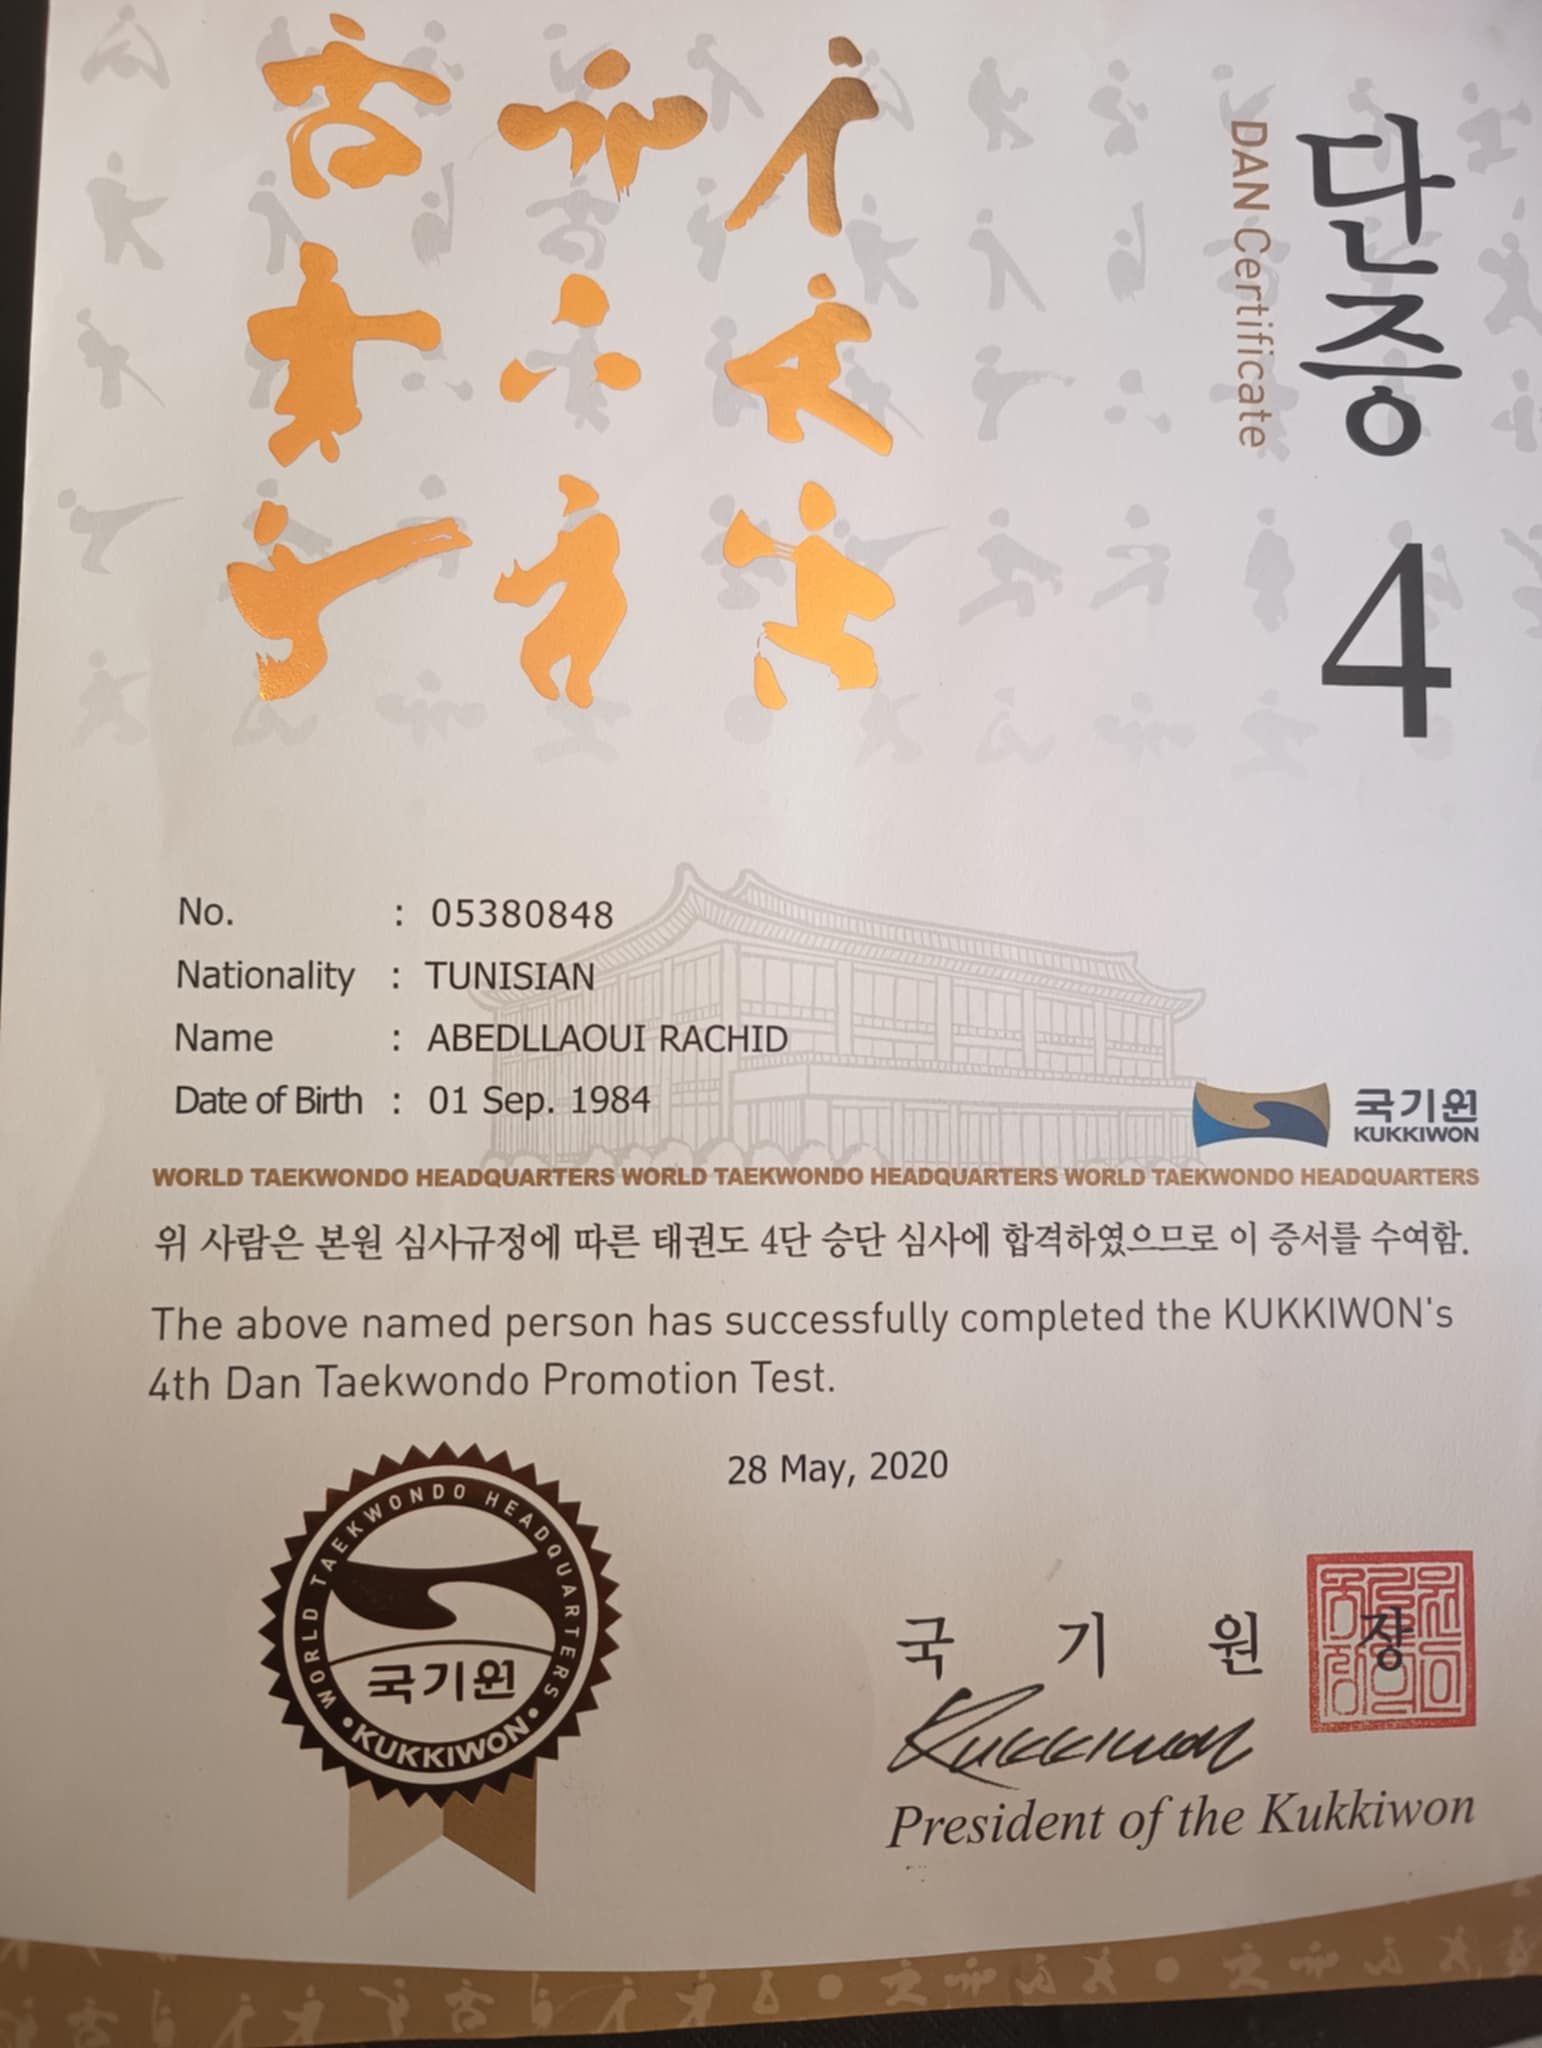 단증
DAN Certificate
4
No. : 05380848
Nationality : TUNISIAN
Name : ABEDLLAOUI RACHID
Date of Birth : 01 Sep. 1984
국기원
KUKKIWON
WORLD TAEKWONDO HEADQUARTERS WORLD TAEKWONDO HEADQUARTERS WORLD TAEKWONDO HEADQUARTERS
위 사람은 본원 심사규정에 따른 태권도 4단 승단 심사에 합격하였으므로 이 증서를 수여함.
The above named person has successfully completed the KUKKIWON's
4th Dan Taekwondo Promotion Test.
28 May, 2020
WORLD TAEKWONDO HEADQUARTERS
국기원
•KUKKIWON•
국 기 원 장
Kukkiwon
President of the Kukkiwon